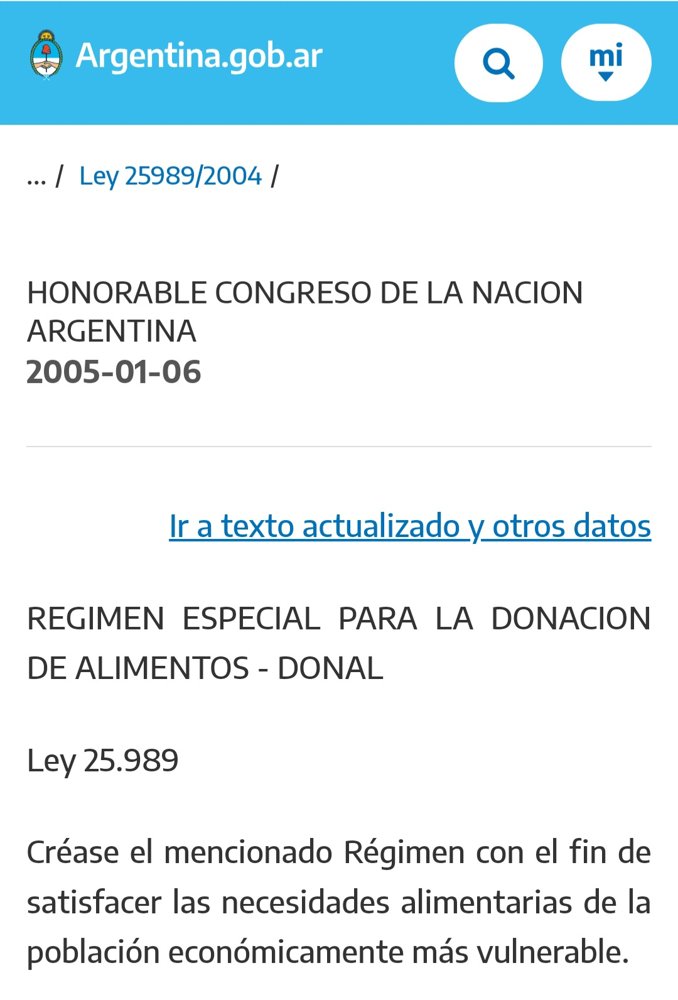 Argentina.gob.ar
mi
... / Ley 25989/2004 /
HONORABLE CONGRESO DE LA NACION
ARGENTINA
2005-01-06
Ir a texto actualizado y otros datos
REGIMEN ESPECIAL PARA LA DONACION
DE ALIMENTOS - DONAL
Ley 25.989
Créase el mencionado Régimen con el fin de
satisfacer las necesidades alimentarias de la
población económicamente más vulnerable.